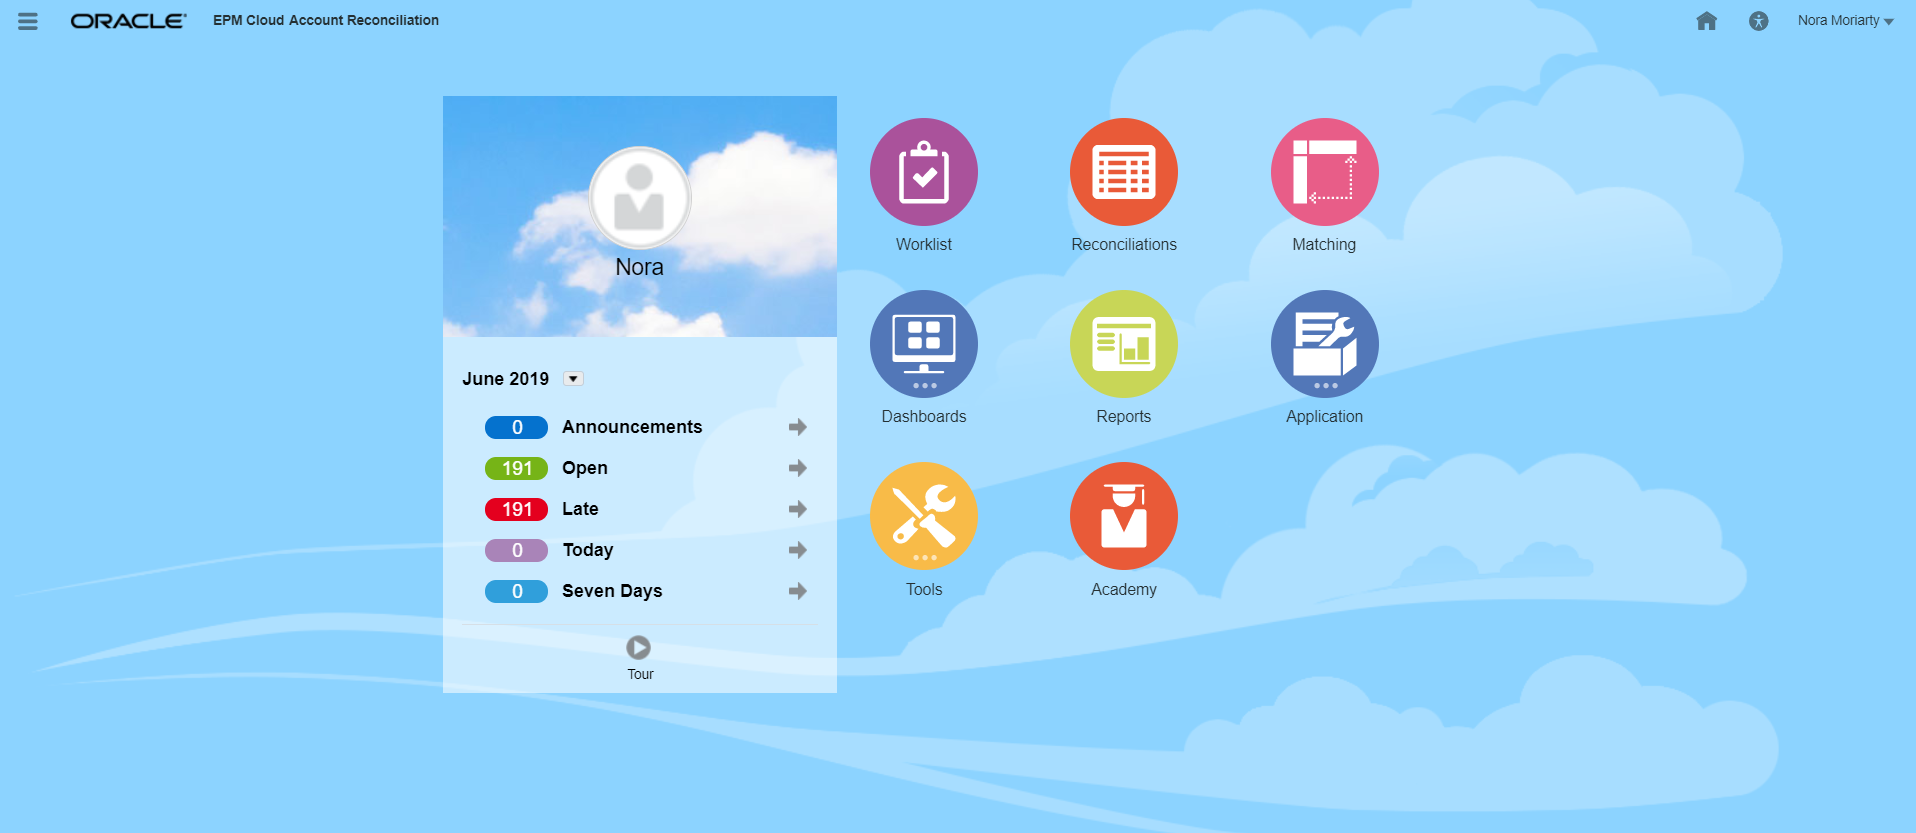 ORACLE EPM Cloud Account Reconciliation Nora Moriarty
Nora
June 2019
0 Announcements
191 Open
191 Late
0 Today
0 Seven Days
Tour
Worklist Reconciliations Matching
Dashboards Reports Application
Tools Academy